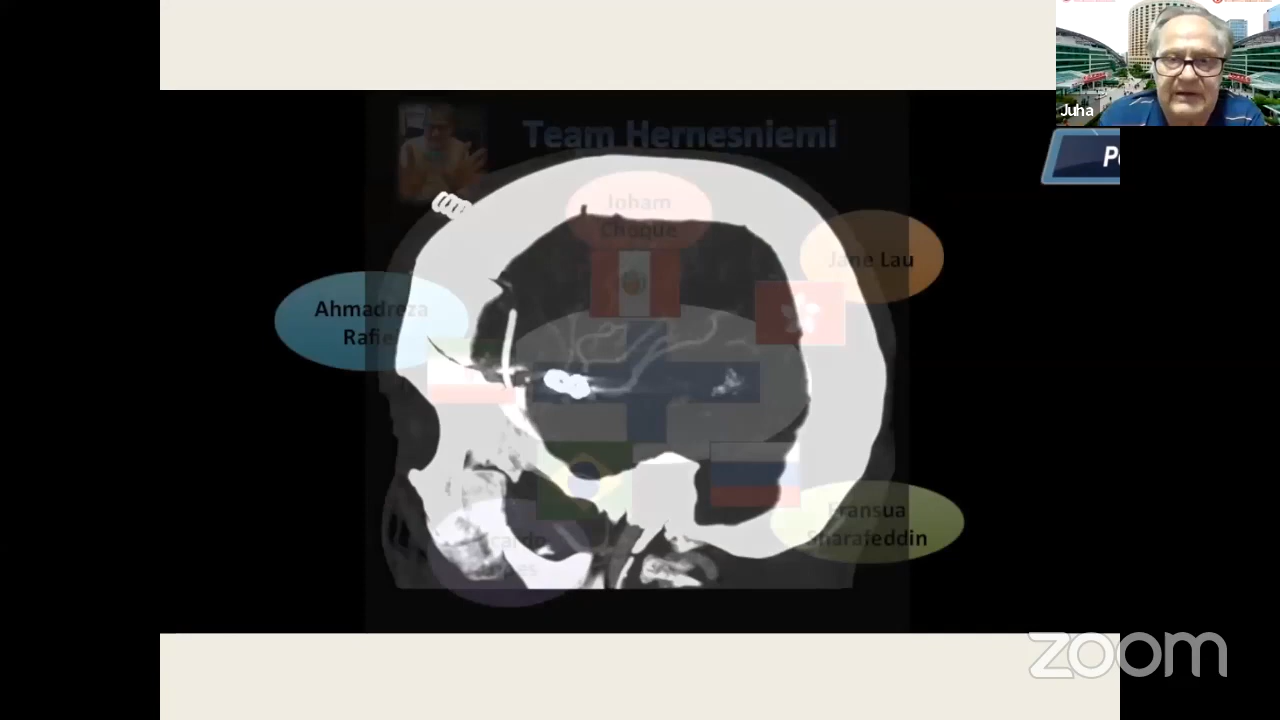 Juha
Team Hernesniemi
Joham
Choque
Jane Lau
Ahmadreza
Rafiei
Fransua
Sharafeddin
zoom